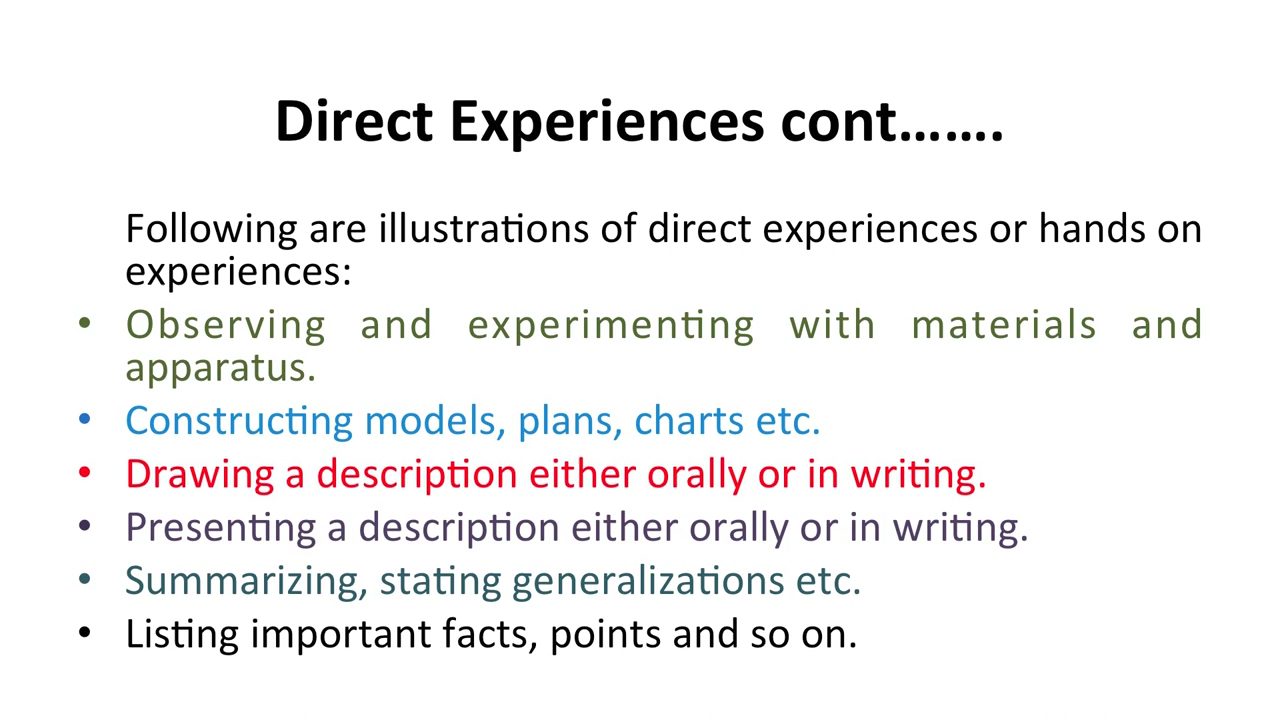 Direct Experiences cont…….
Following are illustrations of direct experiences or hands on
experiences:
• Observing and experimenting with materials and
apparatus.
• Constructing models, plans, charts etc.
• Drawing a description either orally or in writing.
• Presenting a description either orally or in writing.
• Summarizing, stating generalizations etc.
• Listing important facts, points and so on.